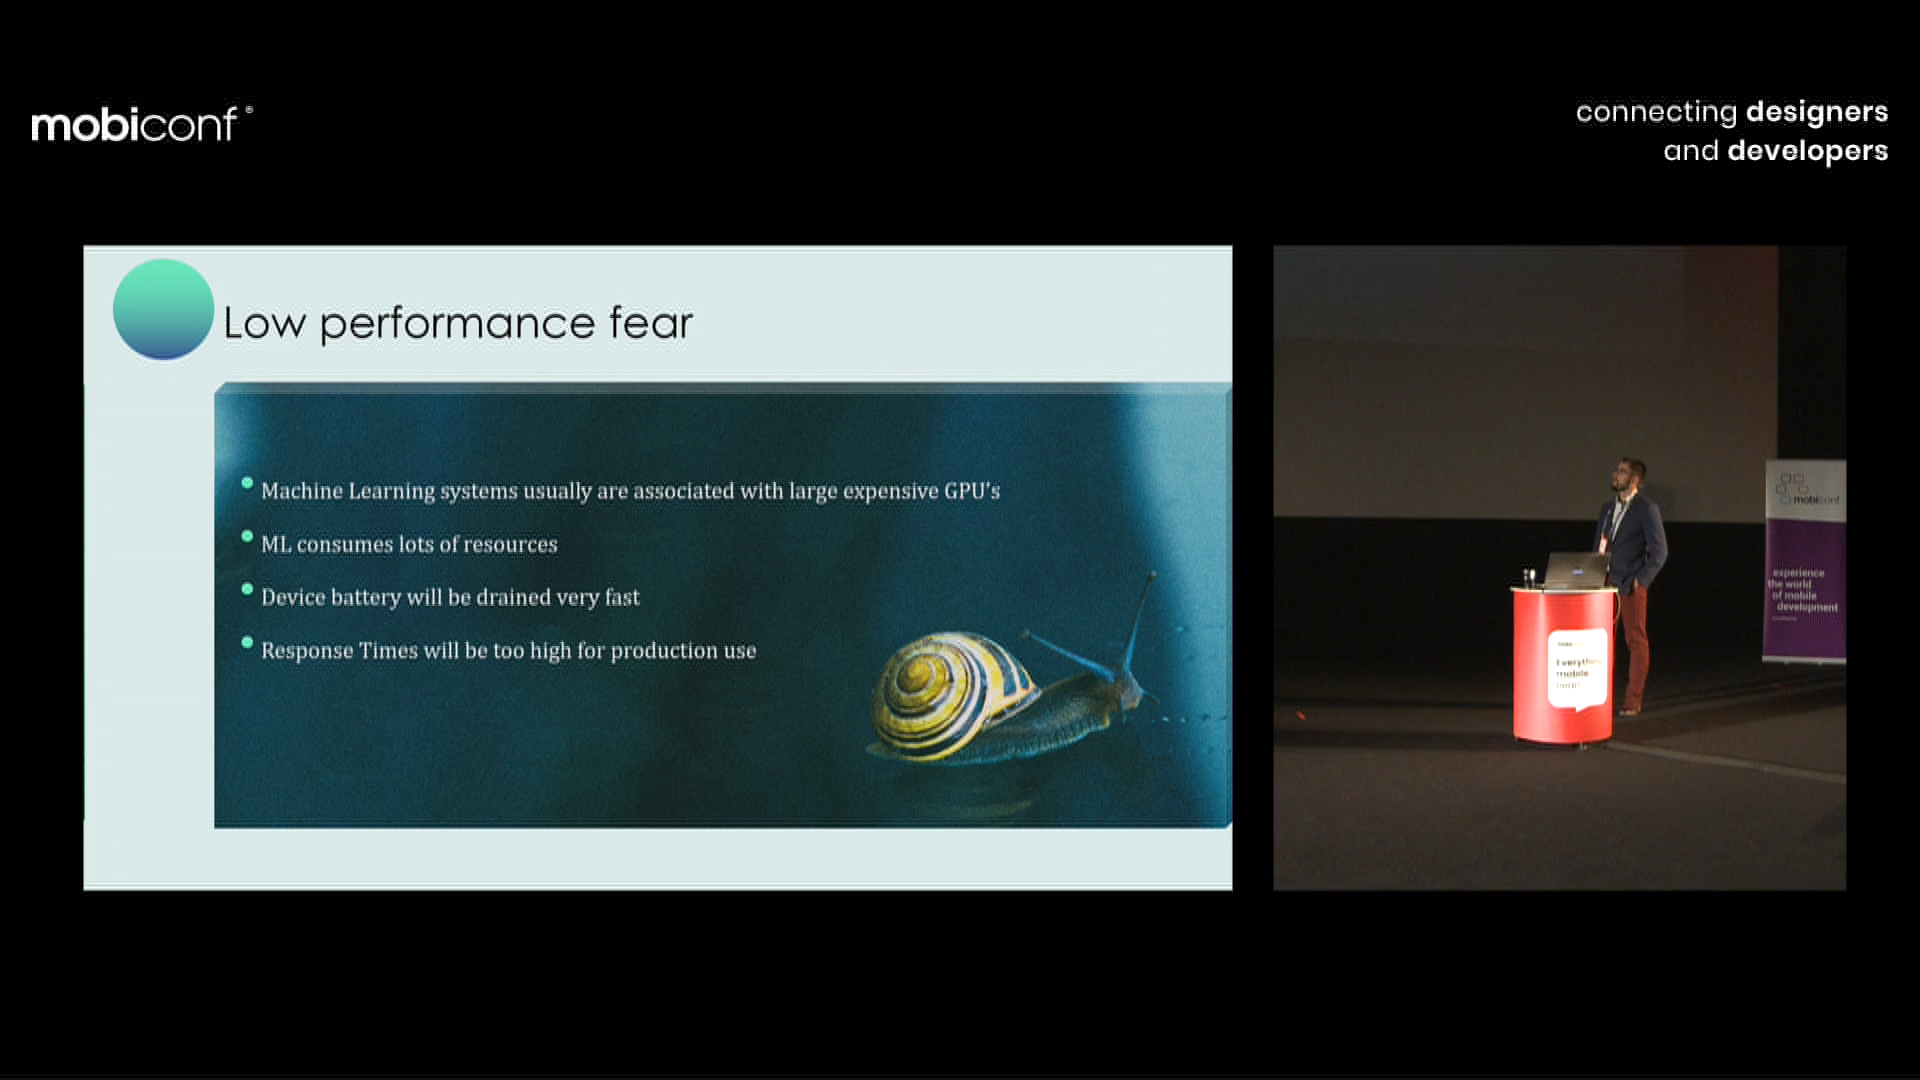 mobiconf®
connecting designers
and developers
Low performance fear
Machine Learning systems usually are associated with large expensive GPU's
ML consumes lots of resources
Device battery will be drained very fast
Response Times will be too high for production use
mobiconf
experience
the world
of mobile
development
mobile